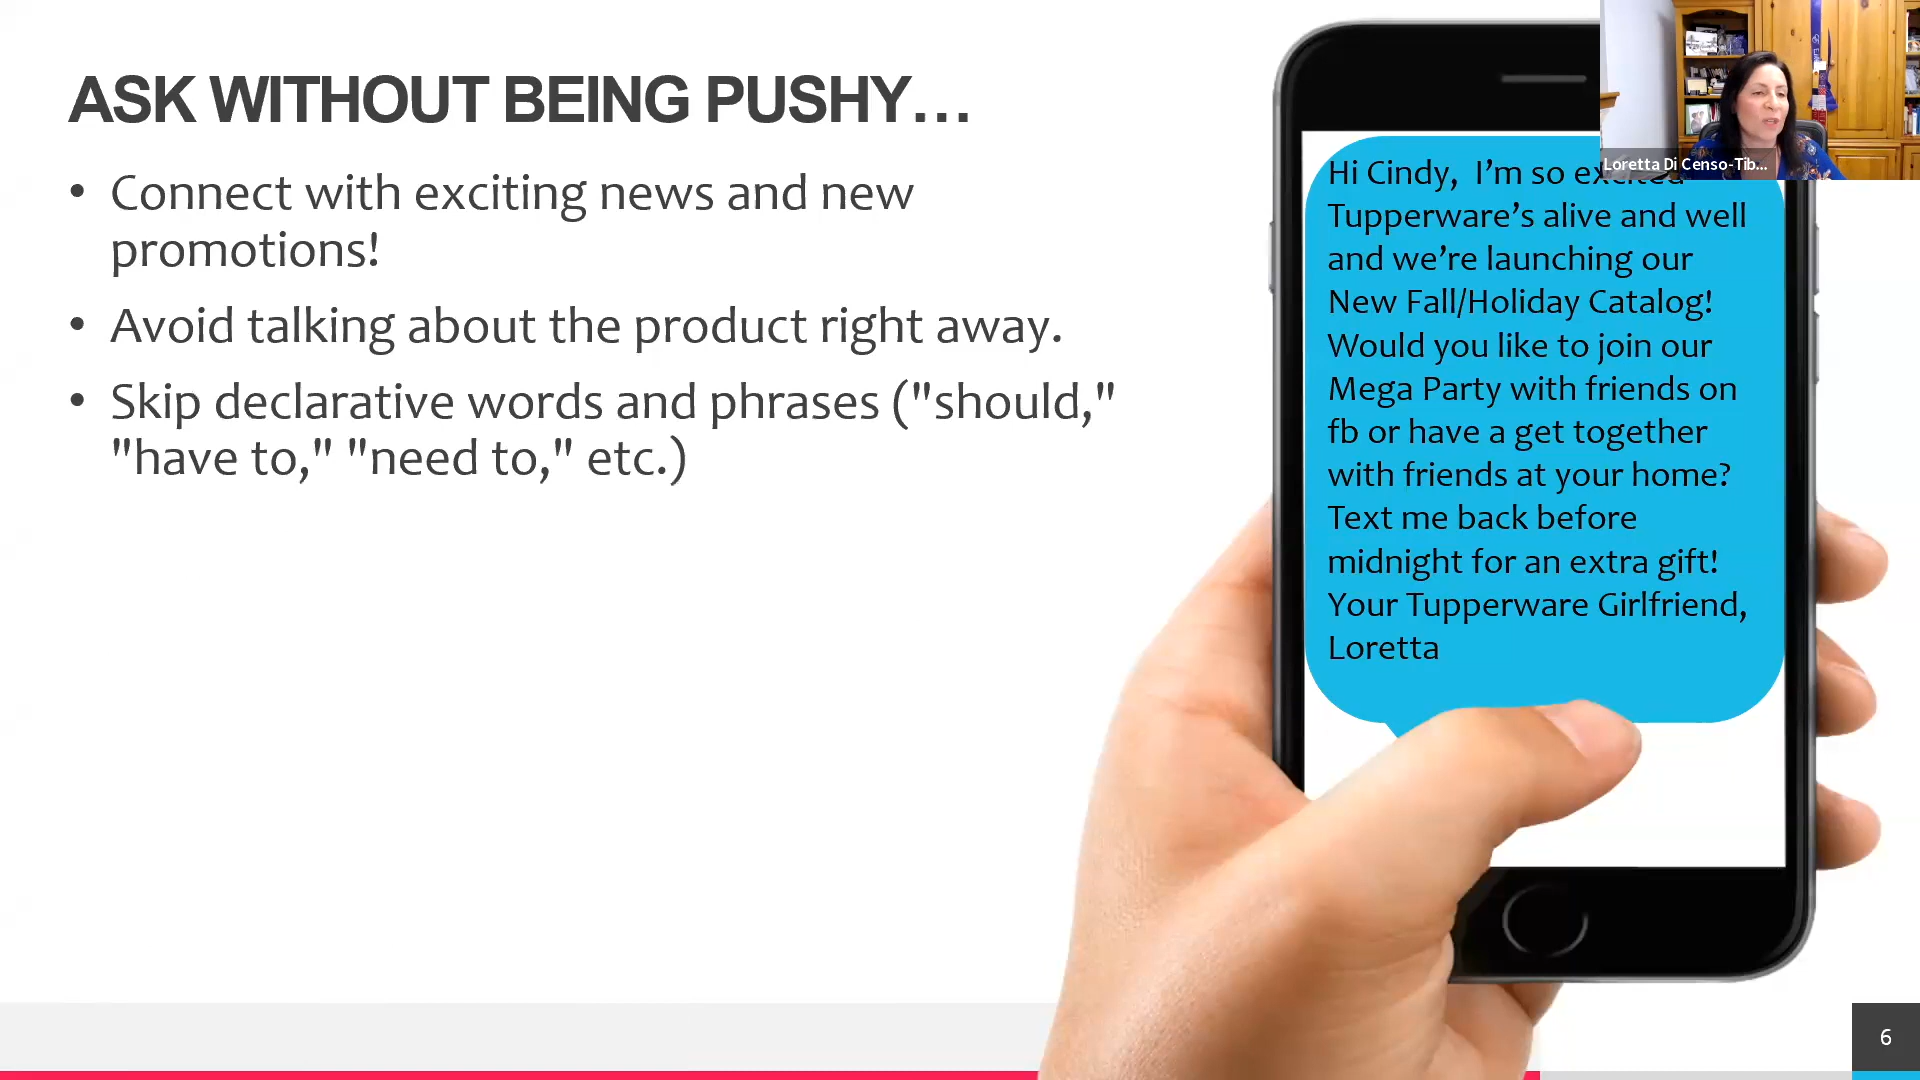 ASK WITHOUT BEING PUSHY…
• Connect with exciting news and new
promotions!
• Avoid talking about the product right away.
• Skip declarative words and phrases ("should,"
"have to," "need to," etc.)
Hi Cindy, I’m so excited
Tupperware’s alive and well
and we’re launching our
New Fall/Holiday Catalog!
Would you like to join our
Mega Party with friends on
fb or have a get together
with friends at your home?
Text me back before
midnight for an extra gift!
Your Tupperware Girlfriend,
Loretta
Loretta Di Censo-Tib...
6